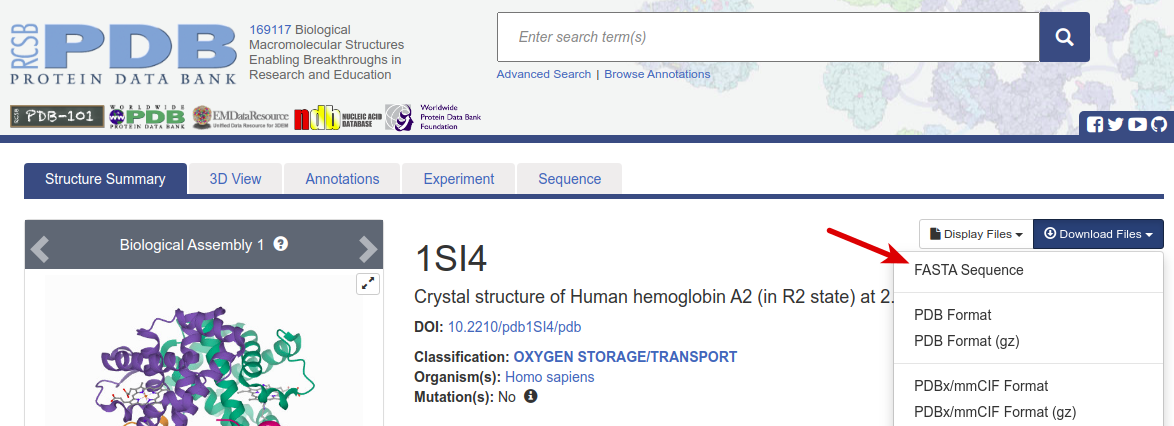 RCSB
PDB
PROTEIN DATA BANK
169117 Biological
Macromolecular Structures
Enabling Breakthroughs in
Research and Education
Enter search term(s)
Advanced Search | Browse Annotations
RCSB PDB-101
WORLDWIDE
PDB
PROTEIN DATA BANK
EMDataResource
Unified Data Resource for 3DEM
ndb NUCLEIC ACID
DATABASE
Worldwide
Protein Data Bank
Foundation
Structure Summary
3D View
Annotations
Experiment
Sequence
Biological Assembly 1 ?
1SI4
Display Files
Download Files
FASTA Sequence
PDB Format
PDB Format (gz)
PDBx/mmCIF Format
PDBx/mmCIF Format (gz)
Crystal structure of Human hemoglobin A2 (in R2 state) at 2.
DOI: 10.2210/pdb1SI4/pdb
Classification: OXYGEN STORAGE/TRANSPORT
Organism(s): Homo sapiens
Mutation(s): No